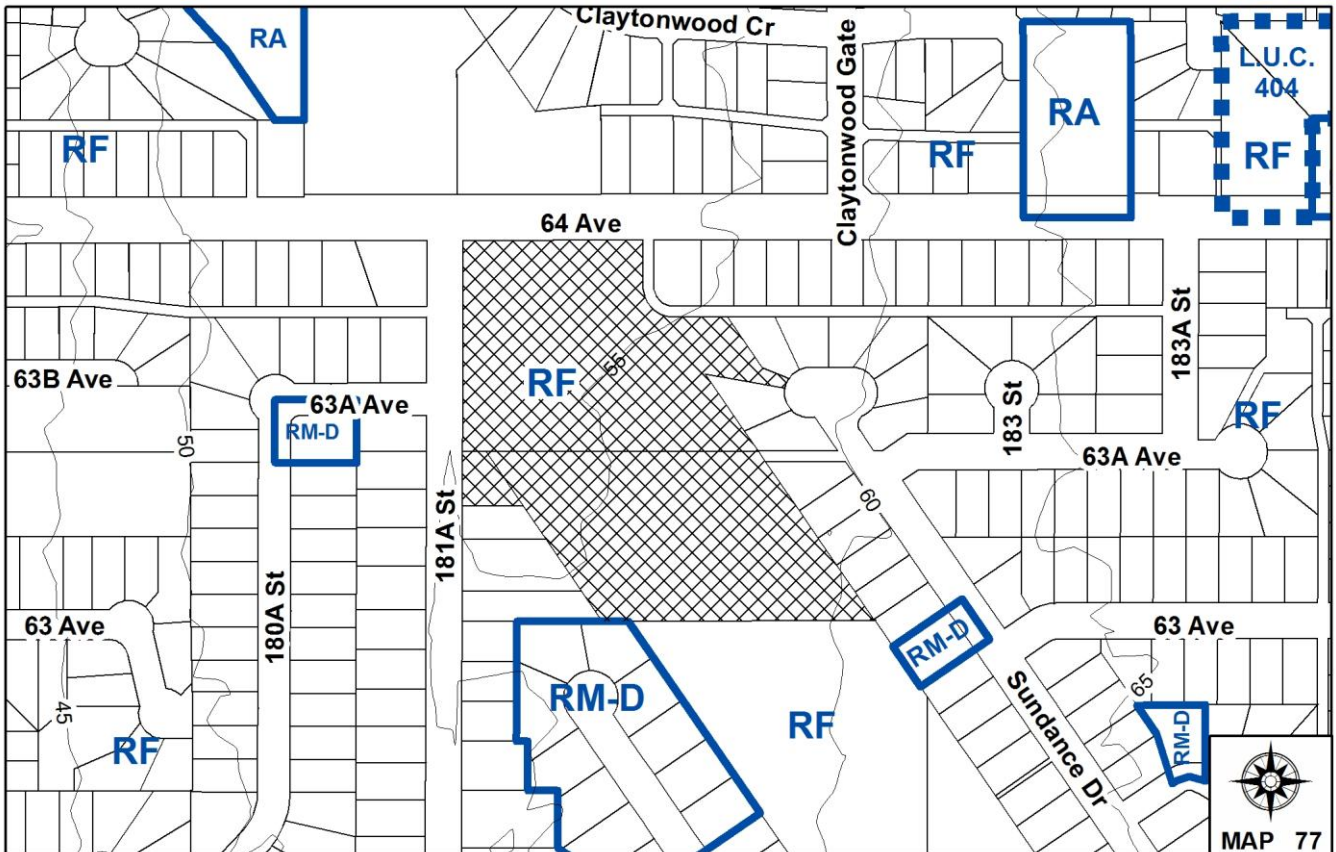 Claytonwood Cr
RA
Claytonwood Gate
L.U.C.
404
RA
RF
RF
RF
64 Ave
183A St
63B Ave
RF
55
63A Ave
RM-D
183 St
RF
50
63A Ave
60
181A St
180A St
63 Ave
RM-D
63 Ave
RM-D
RF
Sundance Dr
65
45
RF
RM-D
MAP 77